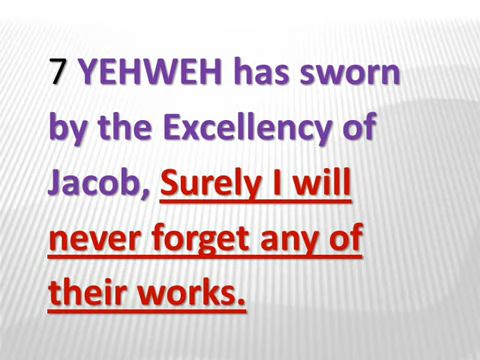 7 YEHWEH has sworn
by the Excellency of
Jacob, Surely I will
never forget any of
their works.